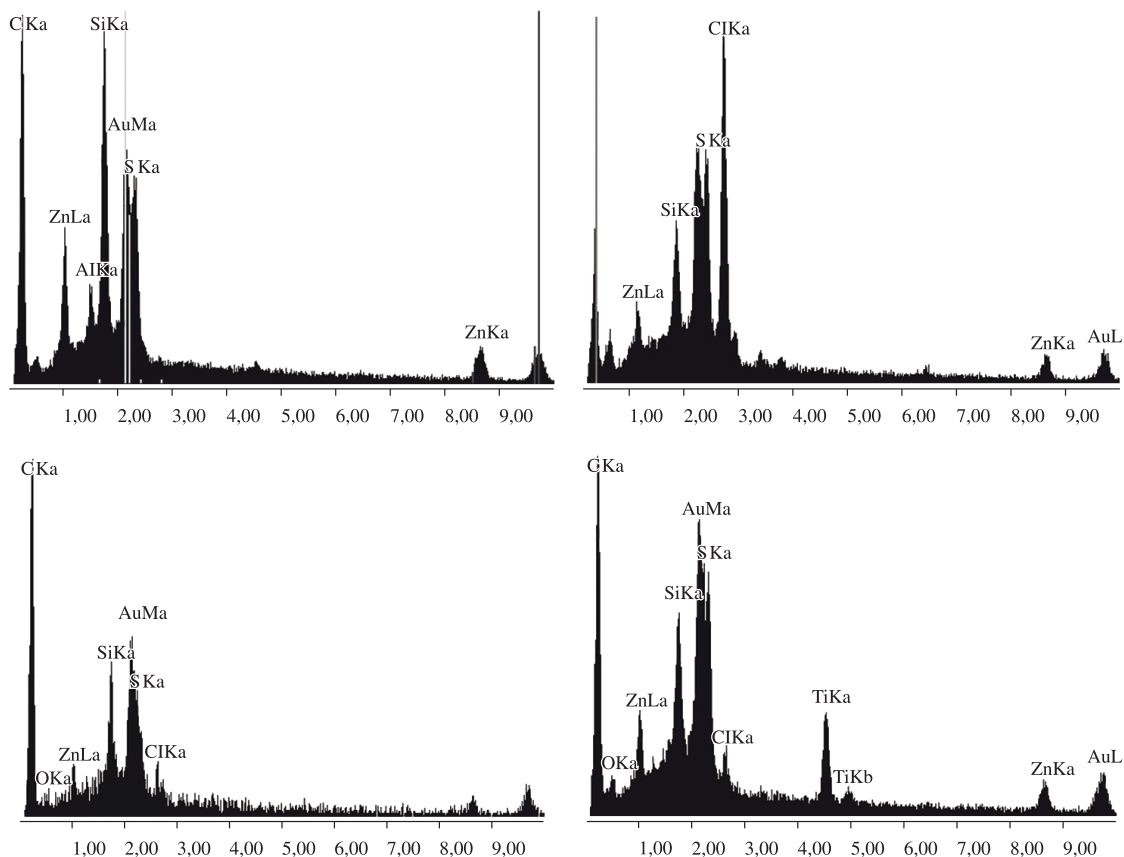 CKa SiKa
AuMa
S Ka
ZnLa
AIKa
ZnKa
1,00 2,00 3,00 4,00 5,00 6,00 7,00 8,00 9,00
CIKa
S Ka
SiKa
ZnLa
ZnKa AuL
1,00 2,00 3,00 4,00 5,00 6,00 7,00 8,00 9,00
CKa
AuMa
SiKa
S Ka
ZnLa CIKa
OKa
1,00 2,00 3,00 4,00 5,00 6,00 7,00 8,00 9,00
CKa
AuMa
S Ka
SiKa
ZnLa TiKa
CIKa
OKa ZnKa AuL
TiKb
1,00 2,00 3,00 4,00 5,00 6,00 7,00 8,00 9,00